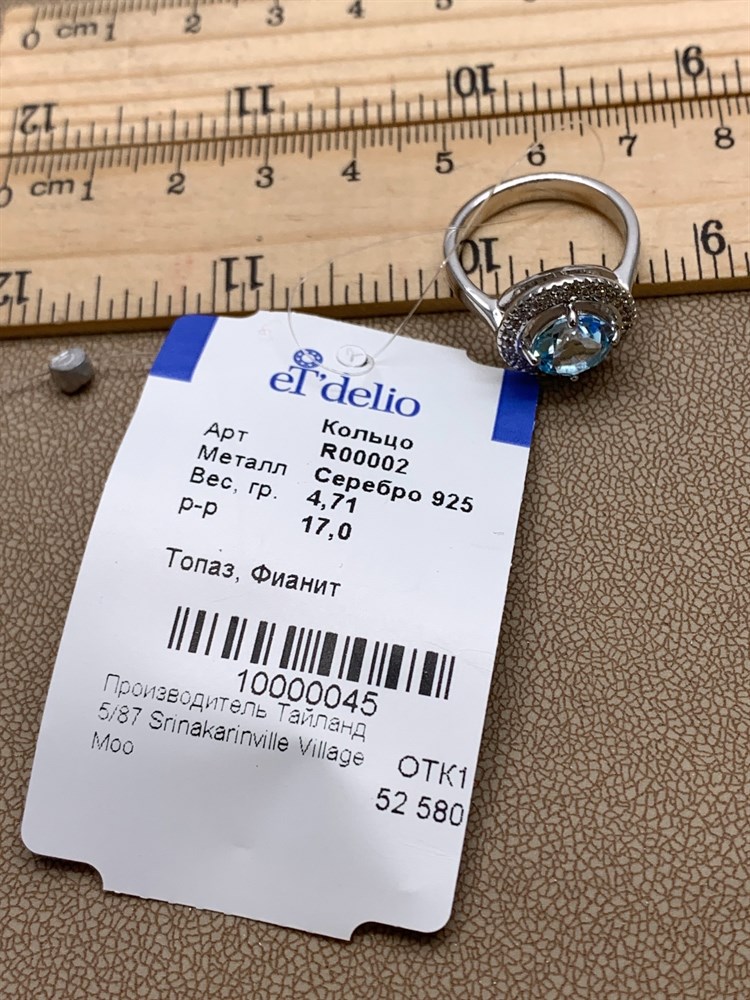 0 cm 1 2 3 4 5
12 11 10 9
0 cm 1 2 3 4 5 6 7 8
12 11 10 9
eT'delio
Кольцо
Арт R00002
Металл Серебро 925
Вес, гр. 4,71
р-р 17,0
Топаз, Фианит
10000045
Производитель Тайланд
5/87 Srinakarinville Village
Moo
ОТК1
52 580